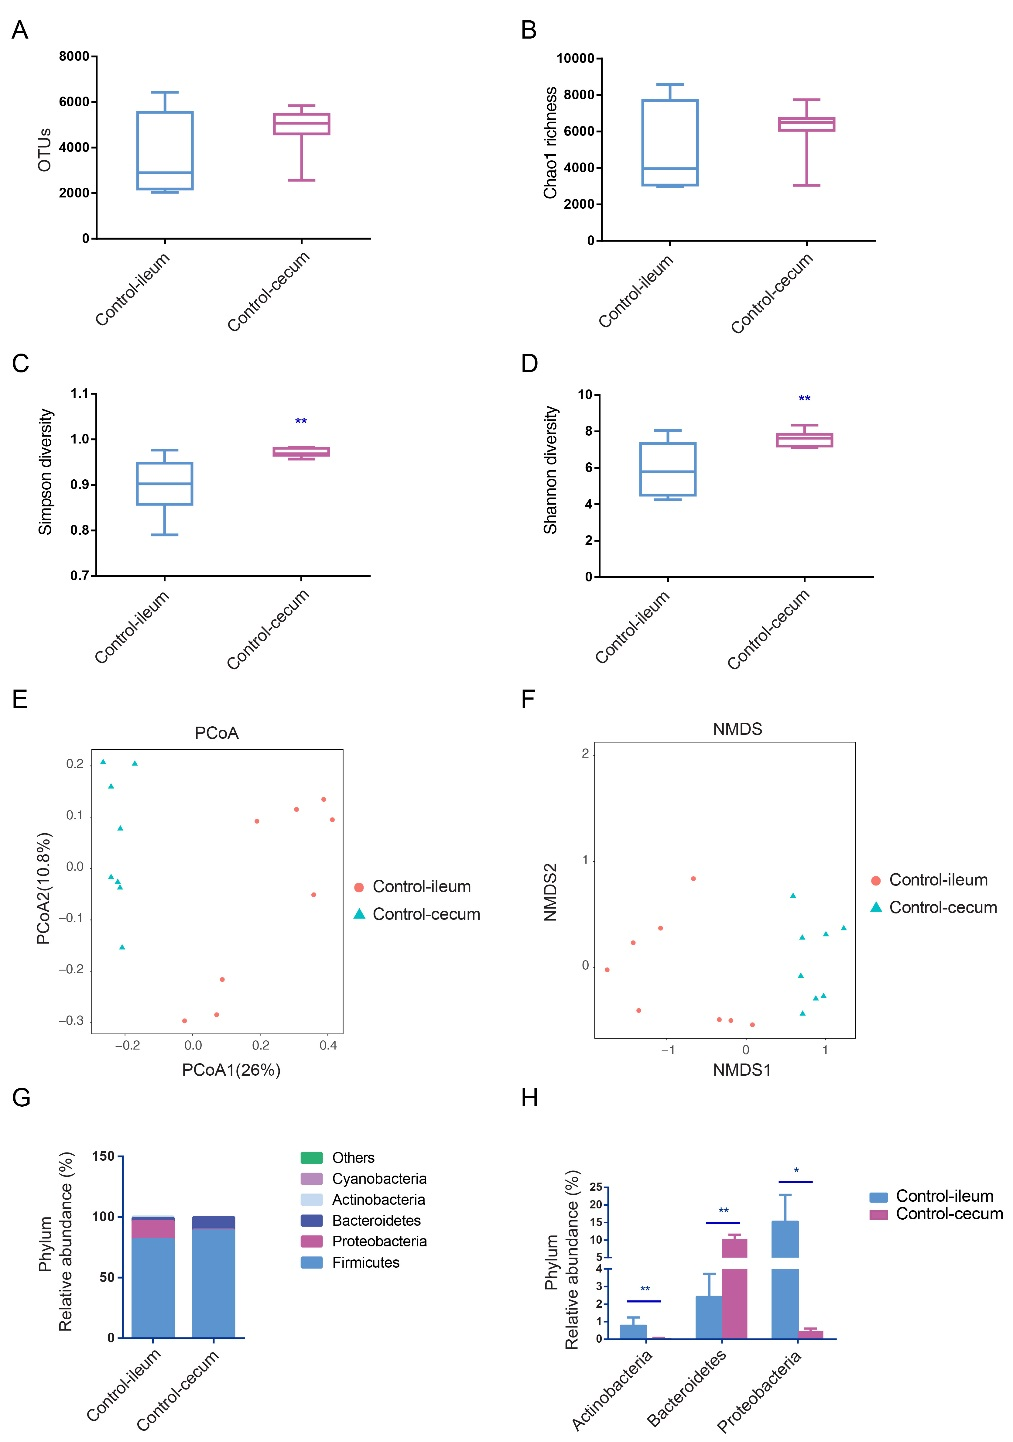 A
8000
6000
4000
2000
0
OTUs
Control-ileum
Control-cecum
B
10000
8000
6000
4000
2000
0
Chao1 richness
Control-ileum
Control-cecum
C
1.1
1.0
0.9
0.8
0.7
Simpson diversity
**
Control-ileum
Control-cecum
D
10
8
6
4
2
0
Shannon diversity
**
Control-ileum
Control-cecum
E
PCoA
0.2
0.1
0.0
−0.1
−0.2
−0.3
PCoA2(10.8%)
−0.2 0.0 0.2 0.4
PCoA1(26%)
Control-ileum
Control-cecum
F
NMDS
2
1
0
NMDS2
−1 0 1
NMDS1
Control-ileum
Control-cecum
G
150
100
50
0
Phylum
Relative abundance (%)
Control-ileum
Control-cecum
Others
Cyanobacteria
Actinobacteria
Bacteroidetes
Proteobacteria
Firmicutes
H
25
20
15
10
5
4
3
2
1
0
Phylum
Relative abundance (%)
**
**
*
Actinobacteria
Bacteroidetes
Proteobacteria
Control-ileum
Control-cecum